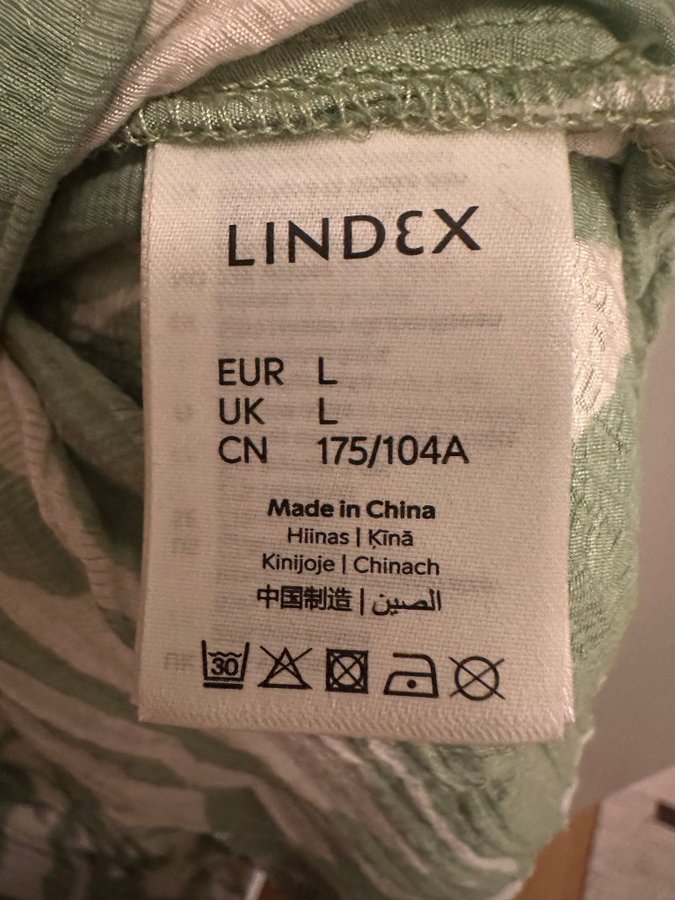 LINDEX
EUR L
UK L
CN 175/104A
Made in China
Hiinas | Ķīnā
Kinijoje | Chinach
中国制造 | الصين
30